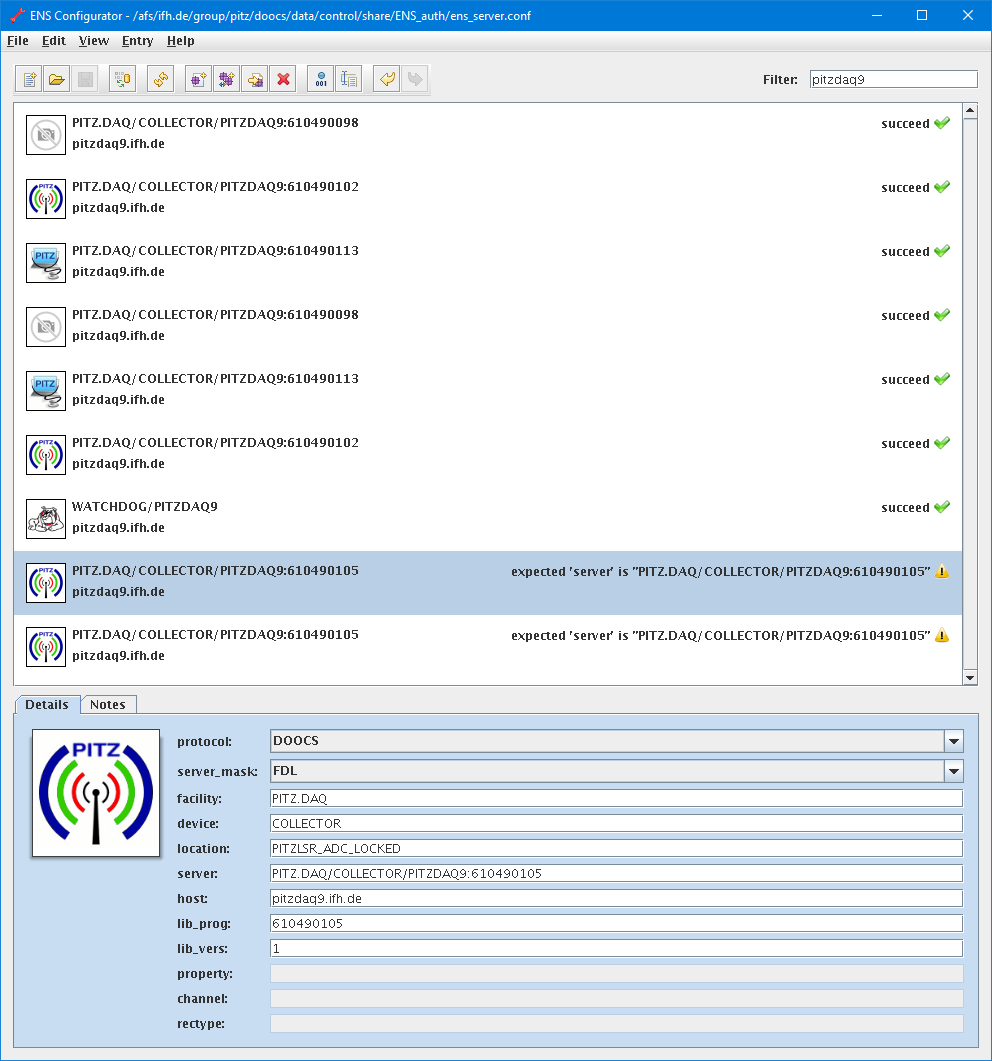 ENS Configurator - /afs/ifh.de/group/pitz/doocs/data/control/share/ENS_auth/ens_server.conf
File Edit View Entry Help
Filter: pitzdaq9
PITZ.DAQ/COLLECTOR/PITZDAQ9:610490098 succeed
pitzdaq9.ifh.de
PITZ
PITZ.DAQ/COLLECTOR/PITZDAQ9:610490102 succeed
pitzdaq9.ifh.de
PITZ
PITZ.DAQ/COLLECTOR/PITZDAQ9:610490113 succeed
pitzdaq9.ifh.de
PITZ.DAQ/COLLECTOR/PITZDAQ9:610490098 succeed
pitzdaq9.ifh.de
PITZ
PITZ.DAQ/COLLECTOR/PITZDAQ9:610490113 succeed
pitzdaq9.ifh.de
PITZ
PITZ.DAQ/COLLECTOR/PITZDAQ9:610490102 succeed
pitzdaq9.ifh.de
WATCHDOG/PITZDAQ9 succeed
pitzdaq9.ifh.de
PITZ
PITZ.DAQ/COLLECTOR/PITZDAQ9:610490105 expected 'server' is "PITZ.DAQ/COLLECTOR/PITZDAQ9:610490105"
pitzdaq9.ifh.de
PITZ
PITZ.DAQ/COLLECTOR/PITZDAQ9:610490105 expected 'server' is "PITZ.DAQ/COLLECTOR/PITZDAQ9:610490105"
pitzdaq9.ifh.de
Details Notes
PITZ
protocol: DOOCS
server_mask: FDL
facility: PITZ.DAQ
device: COLLECTOR
location: PITZLSR_ADC_LOCKED
server: PITZ.DAQ/COLLECTOR/PITZDAQ9:610490105
host: pitzdaq9.ifh.de
lib_prog: 610490105
lib_vers: 1
property:
channel:
rectype: